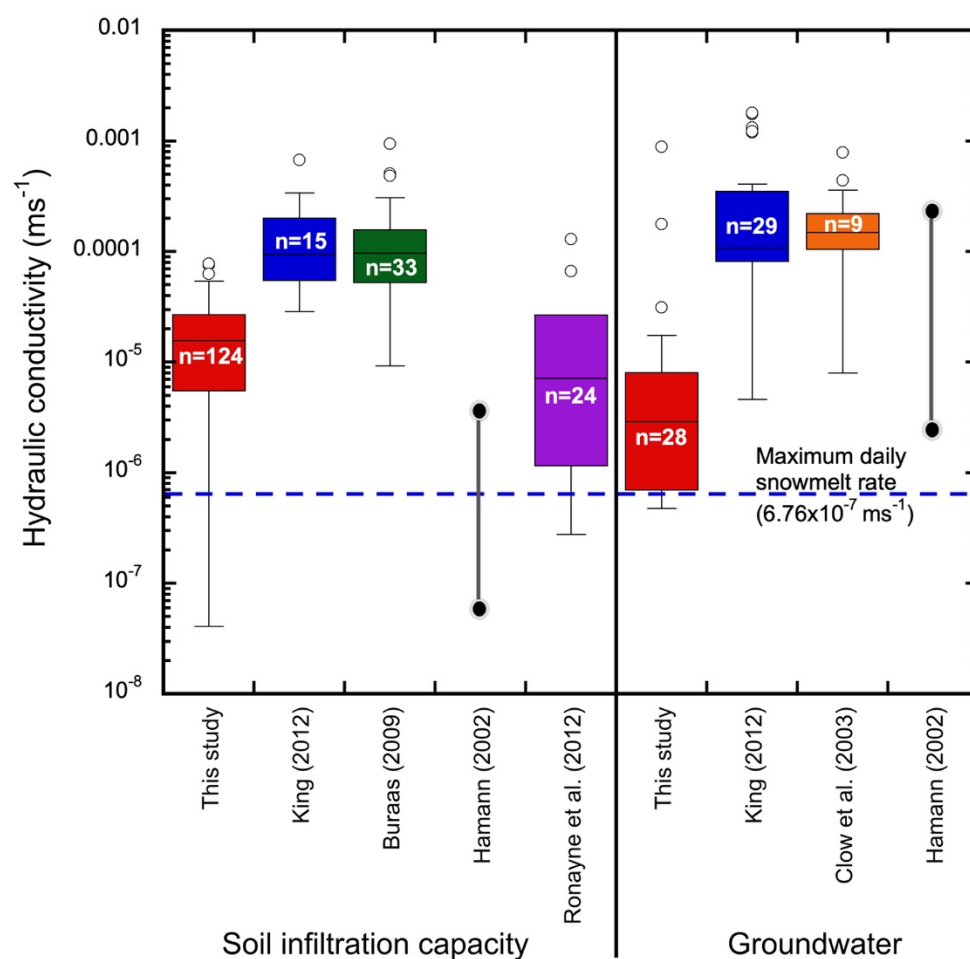 Hydraulic conductivity (ms⁻¹)
0.01
0.001
0.0001
10⁻⁵
10⁻⁶
10⁻⁷
10⁻⁸
n=124
n=15
n=33
n=24
n=28
n=29
n=9
Maximum daily
snowmelt rate
(6.76x10⁻⁷ ms⁻¹)
This study
King (2012)
Buraas (2009)
Hamann (2002)
Ronayne et al. (2012)
This study
King (2012)
Clow et al. (2003)
Hamann (2002)
Soil infiltration capacity
Groundwater